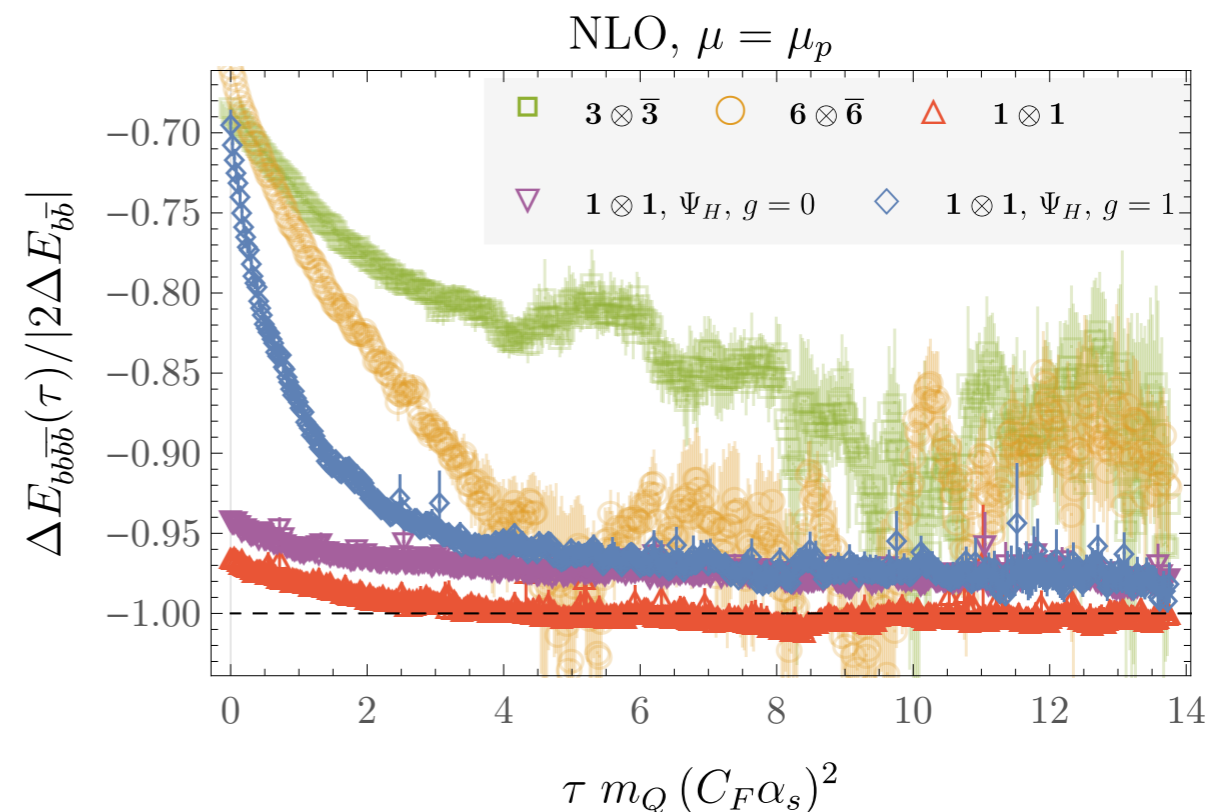 NLO, μ = μ_p
3 ⊗ 3̅ 6 ⊗ 6̅ 1 ⊗ 1
1 ⊗ 1, Ψ_H, g = 0 1 ⊗ 1, Ψ_H, g = 1
ΔE_{bbb̅b̅}(τ)/|2ΔE_{bb̅}|
−0.70
−0.75
−0.80
−0.85
−0.90
−0.95
−1.00
0 2 4 6 8 10 12 14
τ m_Q (C_F α_s)^2